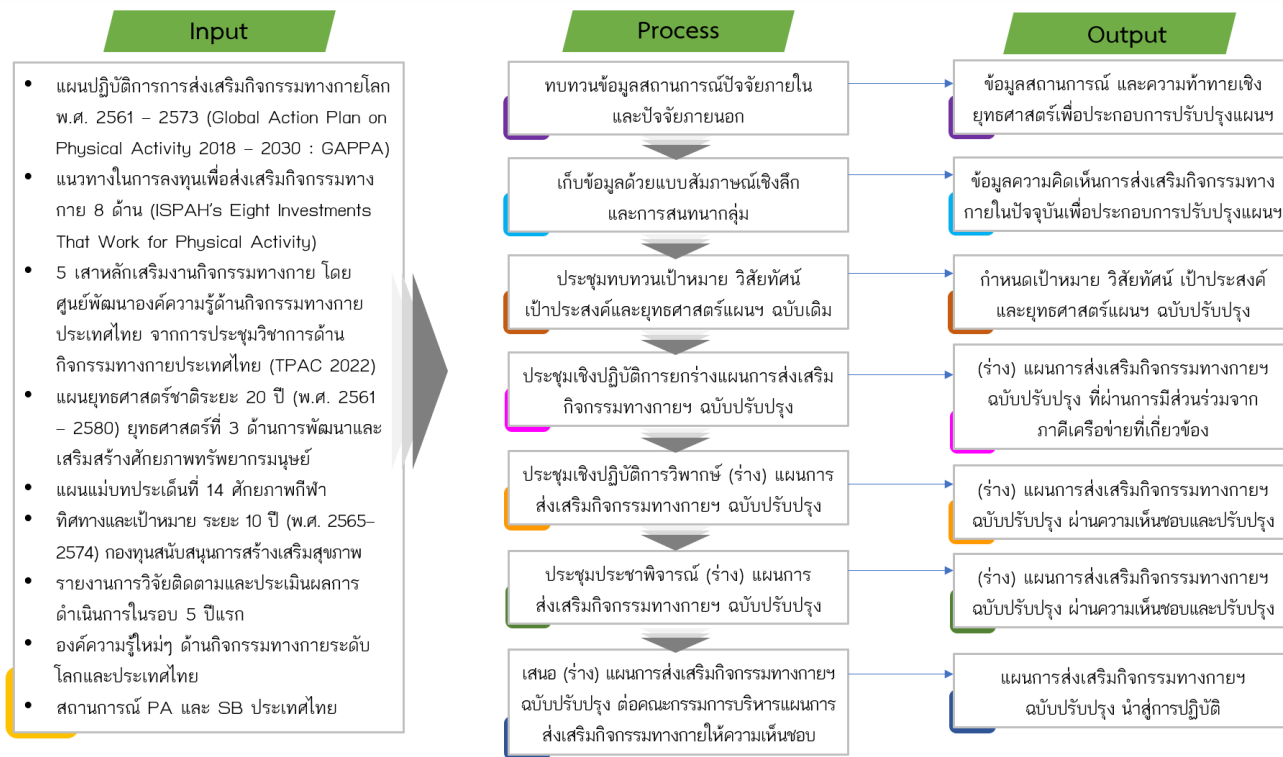 Input
แผนปฏิบัติการการส่งเสริมกิจกรรมทางกายโลก
พ.ศ. 2561 – 2573 (Global Action Plan on
Physical Activity 2018 – 2030 : GAPPA)
แนวทางในการลงทุนเพื่อส่งเสริมกิจกรรมทาง
กาย 8 ด้าน (ISPAH's Eight Investments
That Work for Physical Activity)
5 เสาหลักเสริมงานกิจกรรมทางกาย โดย
ศูนย์พัฒนาองค์ความรู้ด้านกิจกรรมทางกาย
ประเทศไทย จากการประชุมวิชาการด้าน
กิจกรรมทางกายประเทศไทย (TPAC 2022)
แผนยุทธศาสตร์ชาติระยะ 20 ปี (พ.ศ. 2561
– 2580) ยุทธศาสตร์ที่ 3 ด้านการพัฒนาและ
เสริมสร้างศักยภาพทรัพยากรมนุษย์
แผนแม่บทประเด็นที่ 14 ศักยภาพกีฬา
ทิศทางและเป้าหมาย ระยะ 10 ปี (พ.ศ. 2565–
2574) กองทุนสนับสนุนการสร้างเสริมสุขภาพ
รายงานการวิจัยติดตามและประเมินผลการ
ดำเนินการในรอบ 5 ปีแรก
องค์ความรู้ใหม่ๆ ด้านกิจกรรมทางกายระดับ
โลกและประเทศไทย
สถานการณ์ PA และ SB ประเทศไทย
Process
ทบทวนข้อมูลสถานการณ์ปัจจัยภายใน
และปัจจัยภายนอก
เก็บข้อมูลด้วยแบบสัมภาษณ์เชิงลึก
และการสนทนากลุ่ม
ประชุมทบทวนเป้าหมาย วิสัยทัศน์
เป้าประสงค์และยุทธศาสตร์แผนฯ ฉบับเดิม
ประชุมเชิงปฏิบัติการยกร่างแผนการส่งเสริม
กิจกรรมทางกายฯ ฉบับปรับปรุง
ประชุมเชิงปฏิบัติการวิพากษ์ (ร่าง) แผนการ
ส่งเสริมกิจกรรมทางกายฯ ฉบับปรับปรุง
ประชุมประชาพิจารณ์ (ร่าง) แผนการ
ส่งเสริมกิจกรรมทางกายฯ ฉบับปรับปรุง
เสนอ (ร่าง) แผนการส่งเสริมกิจกรรมทางกายฯ
ฉบับปรับปรุง ต่อคณะกรรมการบริหารแผนการ
ส่งเสริมกิจกรรมทางกายให้ความเห็นชอบ
Output
ข้อมูลสถานการณ์ และความท้าทายเชิง
ยุทธศาสตร์เพื่อประกอบการปรับปรุงแผนฯ
ข้อมูลความคิดเห็นการส่งเสริมกิจกรรมทาง
กายในปัจจุบันเพื่อประกอบการปรับปรุงแผนฯ
กำหนดเป้าหมาย วิสัยทัศน์ เป้าประสงค์
และยุทธศาสตร์แผนฯ ฉบับปรับปรุง
(ร่าง) แผนการส่งเสริมกิจกรรมทางกายฯ
ฉบับปรับปรุง ที่ผ่านการมีส่วนร่วมจาก
ภาคีเครือข่ายที่เกี่ยวข้อง
(ร่าง) แผนการส่งเสริมกิจกรรมทางกายฯ
ฉบับปรับปรุง ผ่านความเห็นชอบและปรับปรุง
(ร่าง) แผนการส่งเสริมกิจกรรมทางกายฯ
ฉบับปรับปรุง ผ่านความเห็นชอบและปรับปรุง
แผนการส่งเสริมกิจกรรมทางกายฯ
ฉบับปรับปรุง นำสู่การปฏิบัติ